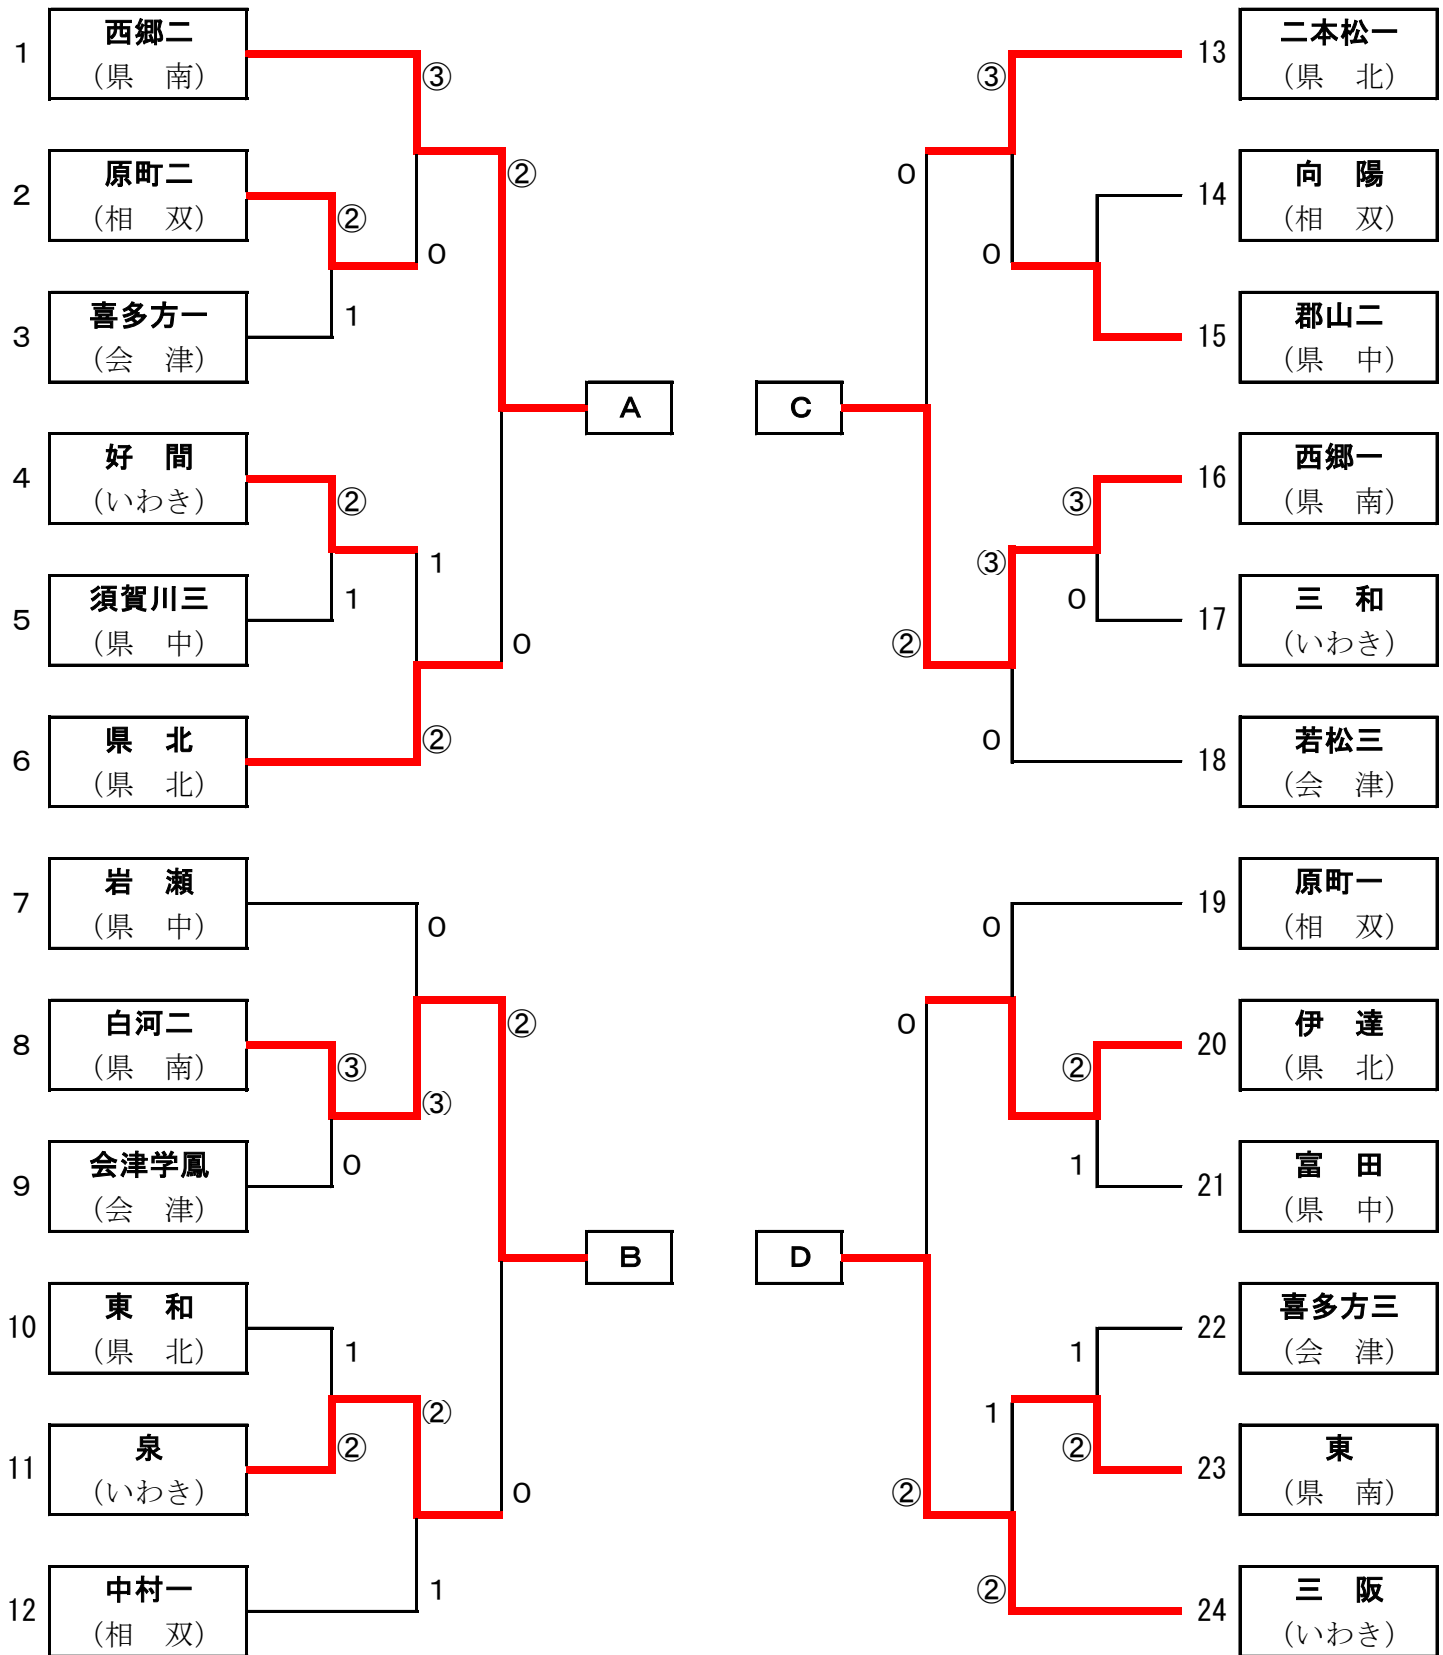 1
西郷二
(県　南)
③
2
原町二
(相　双)
②
0
3
喜多方一
(会　津)
1
②
A
4
好　間
(いわき)
②
1
5
須賀川三
(県　中)
1
0
6
県　北
(県　北)
②
7
岩　瀬
(県　中)
0
8
白河二
(県　南)
③
③
②
9
会津学鳳
(会　津)
0
B
10
東　和
(県　北)
1
②
11
泉
(いわき)
②
0
12
中村一
(相　双)
1
③
13
二本松一
(県　北)
0
14
向　陽
(相　双)
0
15
郡山二
(県　中)
C
③
16
西郷一
(県　南)
③
0
17
三　和
(いわき)
②
0
18
若松三
(会　津)
0
19
原町一
(相　双)
0
②
20
伊　達
(県　北)
1
21
富　田
(県　中)
D
1
22
喜多方三
(会　津)
1
②
23
東
(県　南)
②
②
24
三　阪
(いわき)